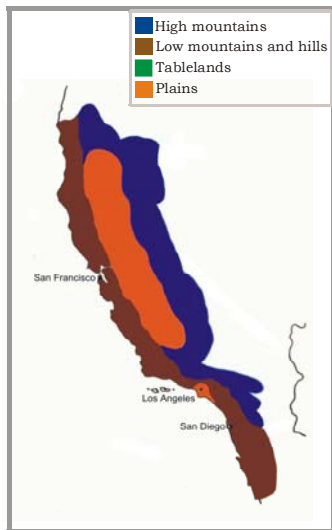 High mountains
Low mountains and hills
Tablelands
Plains
San Francisco
Los Angeles
San Diego